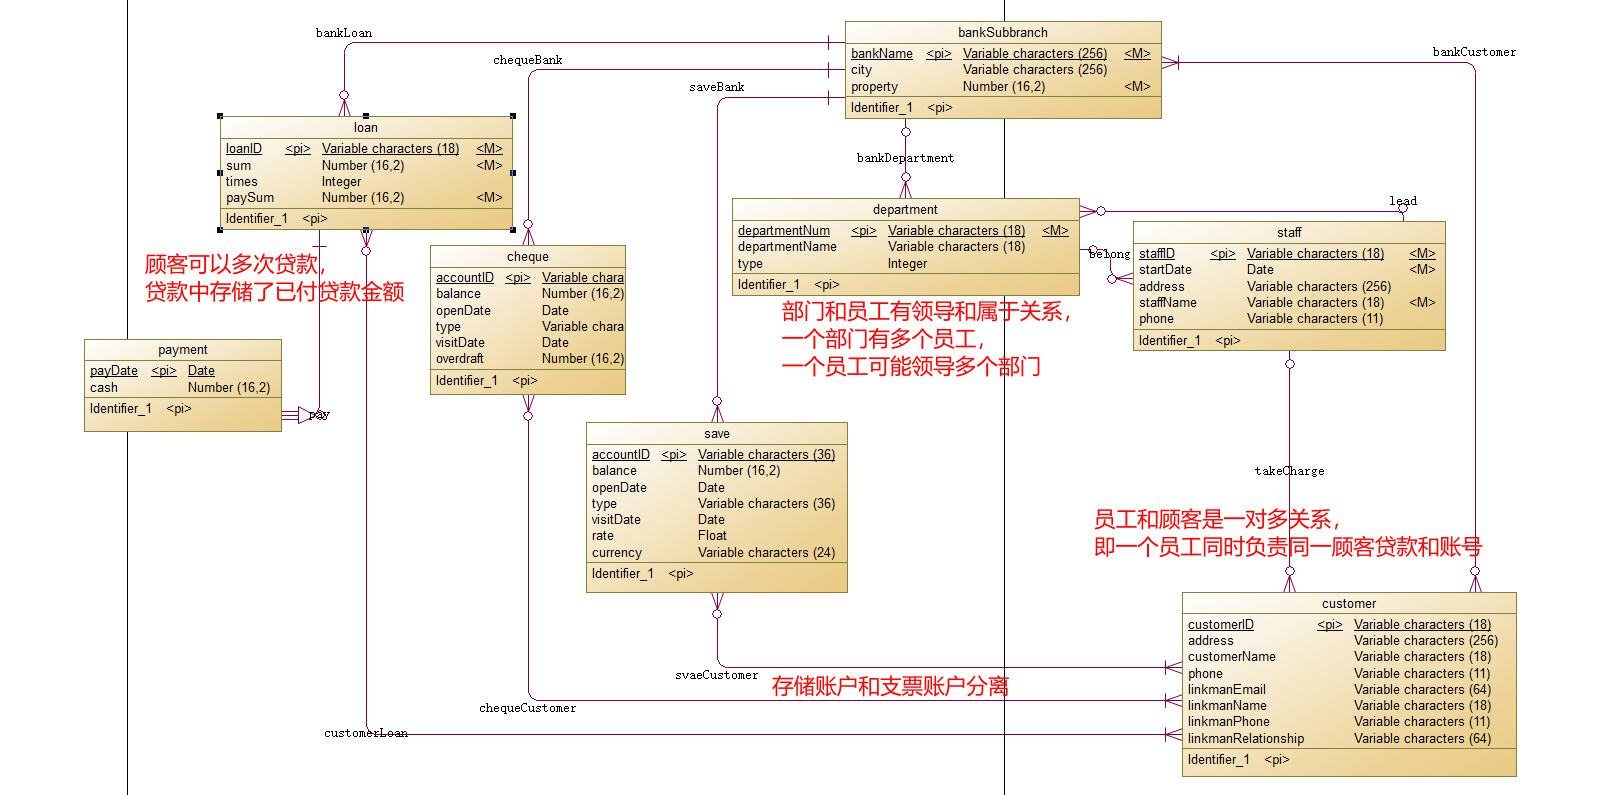 bankLoan
chequeBank
saveBank
bankCustomer
bankSubbranch
bankName <pi> Variable characters (256) <M>
city Variable characters (256)
property Number (16,2) <M>
Identifier_1 <pi>
loan
loanID <pi> Variable characters (18) <M>
sum Number (16,2) <M>
times Integer
paySum Number (16,2) <M>
Identifier_1 <pi>
bankDepartment
department
departmentNum <pi> Variable characters (18) <M>
departmentName Variable characters (18)
type Integer
Identifier_1 <pi>
lead
belong
staff
staffID <pi> Variable characters (18) <M>
startDate Date <M>
address Variable characters (256)
staffName Variable characters (18) <M>
phone Variable characters (11)
Identifier_1 <pi>
顾客可以多次贷款，
贷款中存储了已付贷款金额
cheque
accountID <pi> Variable chara
balance Number (16,2)
openDate Date
type Variable chara
visitDate Date
overdraft Number (16,2)
Identifier_1 <pi>
部门和员工有领导和属于关系，
一个部门有多个员工，
一个员工可能领导多个部门
payment
payDate <pi> Date
cash Number (16,2)
Identifier_1 <pi>
pay
save
accountID <pi> Variable characters (36)
balance Number (16,2)
openDate Date
type Variable characters (36)
visitDate Date
rate Float
currency Variable characters (24)
Identifier_1 <pi>
takeCharge
员工和顾客是一对多关系，
即一个员工同时负责同一顾客贷款和账号
customer
customerID <pi> Variable characters (18)
address Variable characters (256)
customerName Variable characters (18)
phone Variable characters (11)
linkmanEmail Variable characters (64)
linkmanName Variable characters (18)
linkmanPhone Variable characters (11)
linkmanRelationship Variable characters (64)
Identifier_1 <pi>
svaeCustomer
存储账户和支票账户分离
chequeCustomer
customerLoan